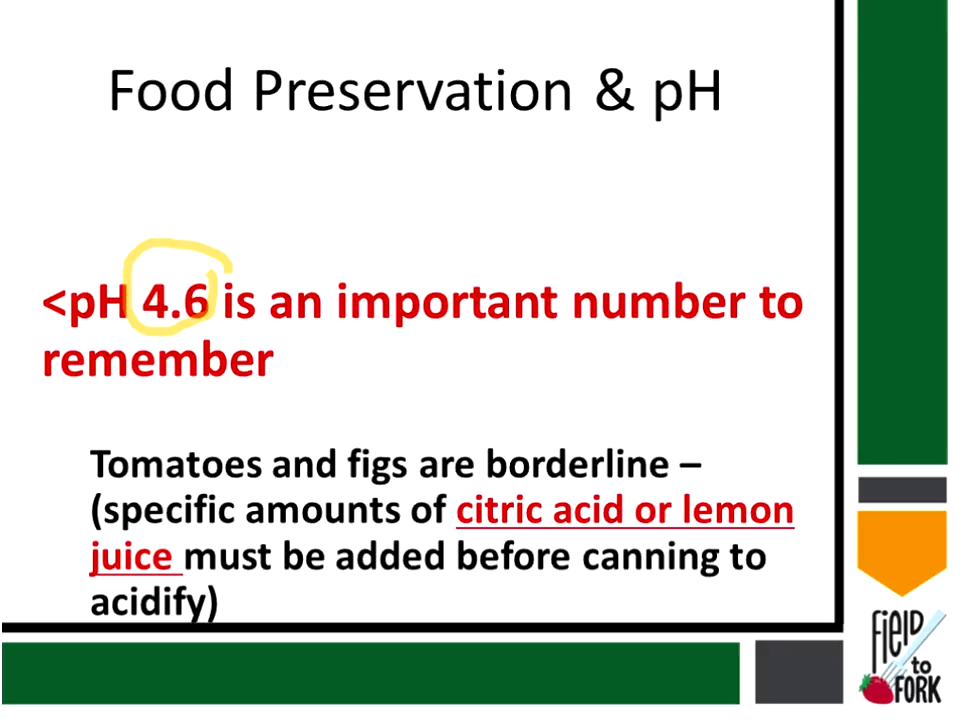 Food Preservation & pH
<pH 4.6 is an important number to
remember
Tomatoes and figs are borderline –
(specific amounts of citric acid or lemon
juice must be added before canning to
acidify)
FIELD
to
FORK